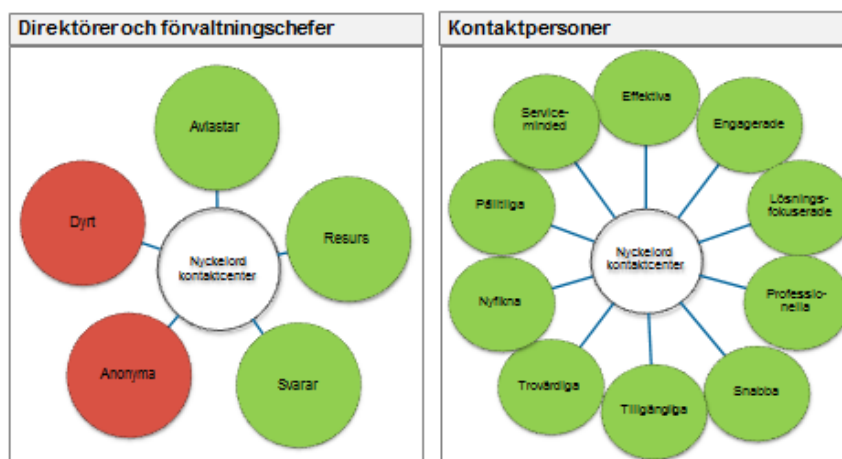 Direktörer och förvaltningschefer
Avlastar
Dyrt
Resurs
Nyckelord
kontaktcenter
Anonyma
Svarar
Kontaktpersoner
Effektiva
Service-
minded
Engagerade
Pålitliga
Lösnings-
fokuserade
Nyckelord
kontaktcenter
Nyfikna
Professio-
nella
Trovärdiga
Tillgängliga
Snabba